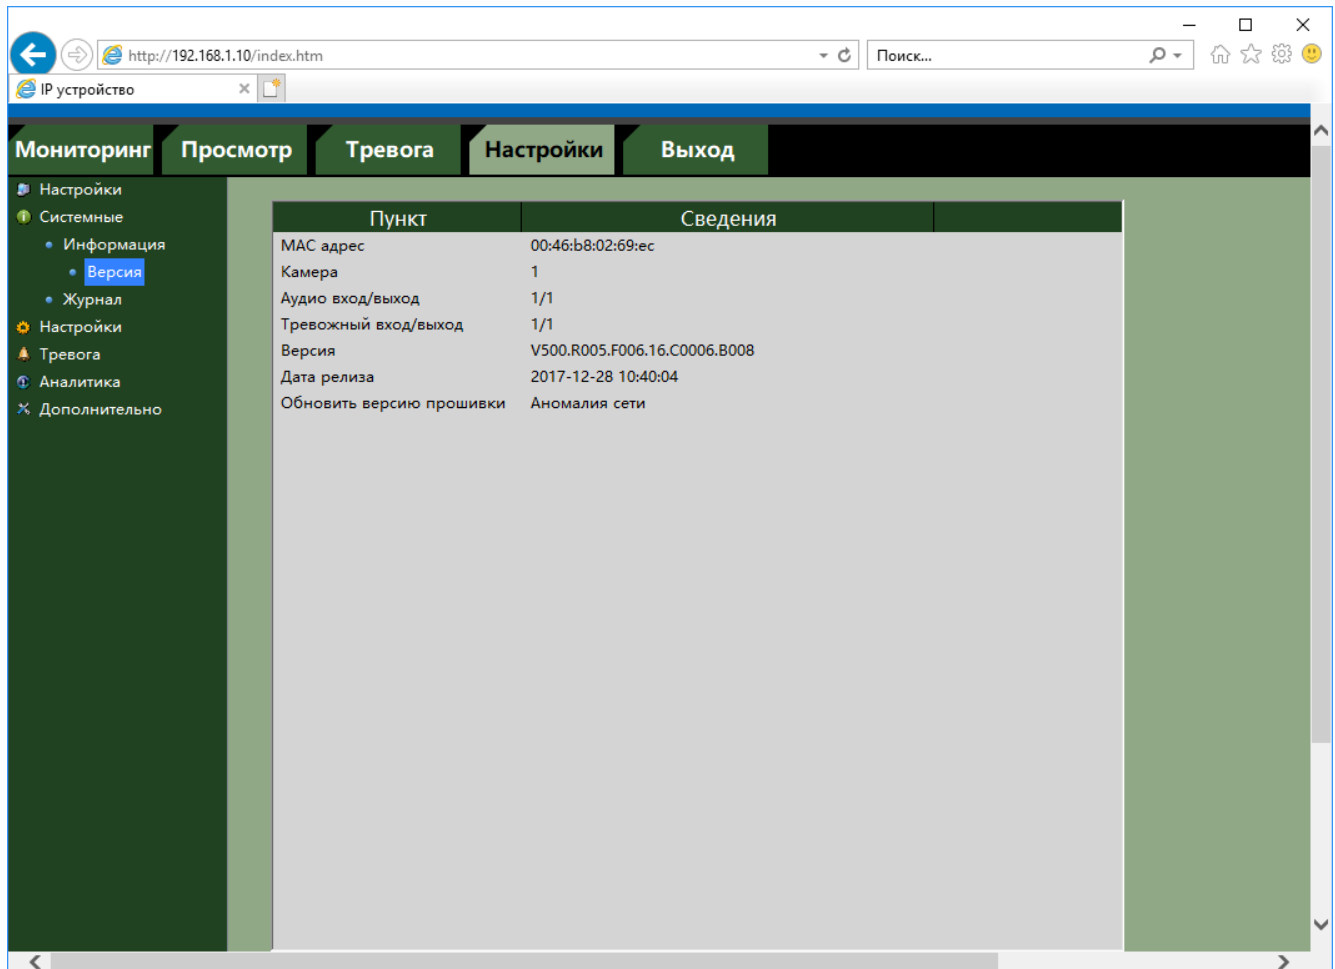 http://192.168.1.10/index.htm
Поиск...
IP устройство
Мониторинг Просмотр Тревога Настройки Выход
Настройки
Системные
Информация
Версия
Журнал
Настройки
Тревога
Аналитика
Дополнительно
Пункт Сведения
MAC адрес 00:46:b8:02:69:ec
Камера 1
Аудио вход/выход 1/1
Тревожный вход/выход 1/1
Версия V500.R005.F006.16.C0006.B008
Дата релиза 2017-12-28 10:40:04
Обновить версию прошивки Аномалия сети